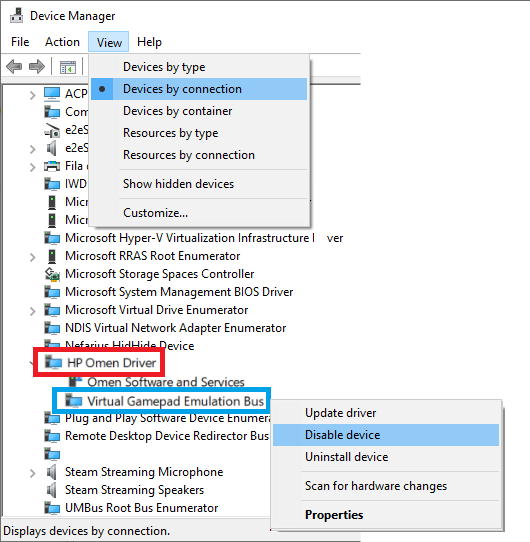 Device Manager
File Action View Help
Devices by type
Devices by connection
Devices by container
Resources by type
Resources by connection
Show hidden devices
Customize...
ACP
Com
e2eS
e2eS
Fila
IWD
Micr
Micr
Microsoft Hyper-V Virtualization Infrastructure ver
Microsoft RRAS Root Enumerator
Microsoft Storage Spaces Controller
Microsoft System Management BIOS Driver
Microsoft Virtual Drive Enumerator
NDIS Virtual Network Adapter Enumerator
Nefarius HidHide Device
HP Omen Driver
Omen Software and Services
Virtual Gamepad Emulation Bus
Plug and Play Software Device Enumera
Remote Desktop Device Redirector Bus
Steam Streaming Microphone
Steam Streaming Speakers
UMBus Root Bus Enumerator
Update driver
Disable device
Uninstall device
Scan for hardware changes
Properties
Displays devices by connection.